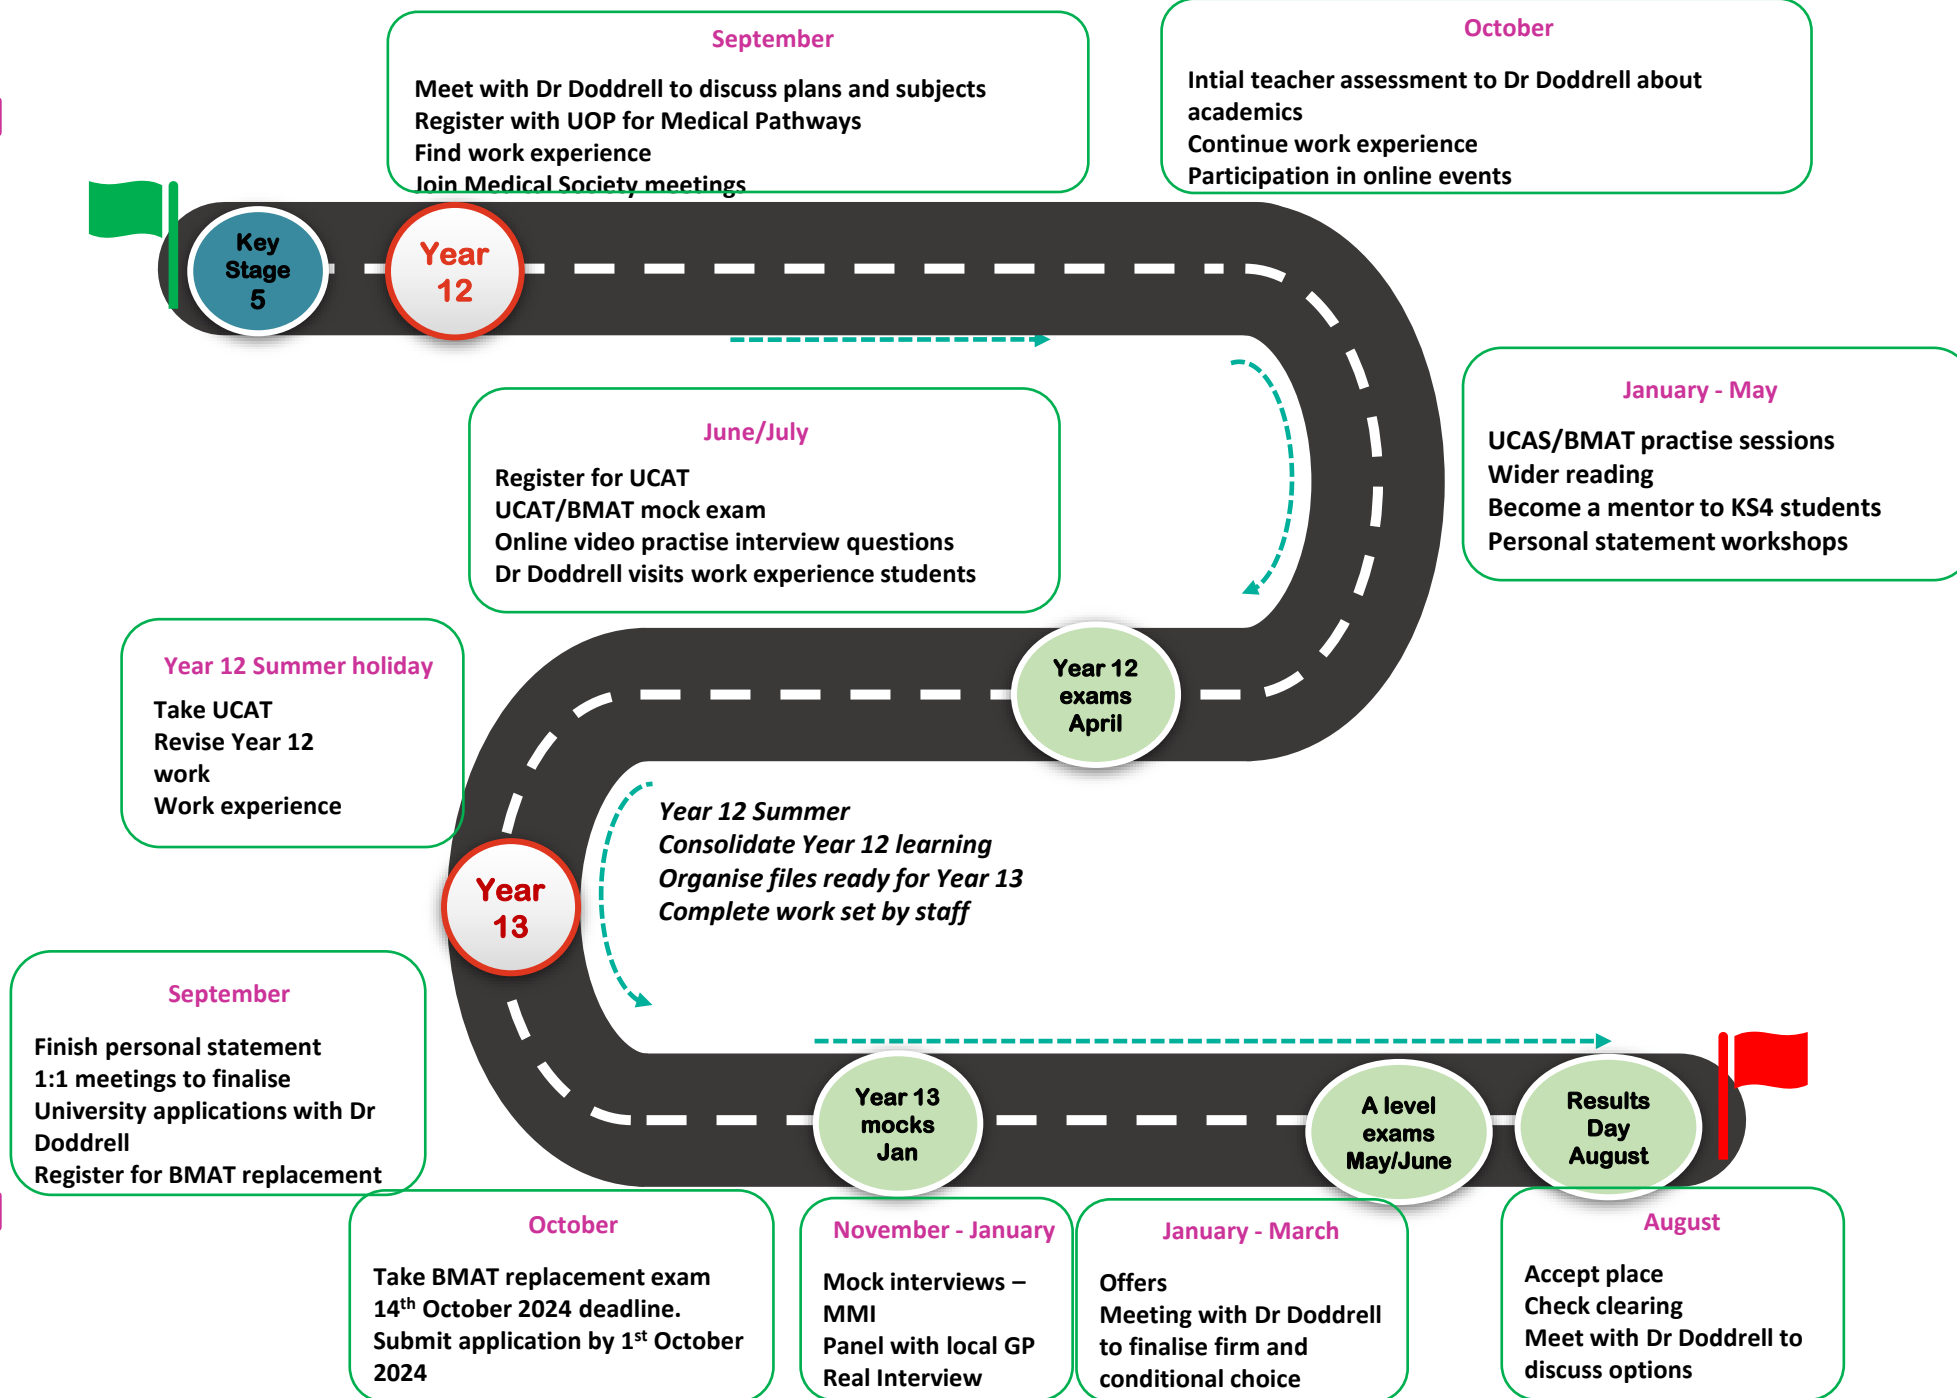 September
Meet with Dr Doddrell to discuss plans and subjects
Register with UOP for Medical Pathways
Find work experience
Join Medical Society meetings
October
Intial teacher assessment to Dr Doddrell about
academics
Continue work experience
Participation in online events
Key
Stage
5
Year
12
January - May
UCAS/BMAT practise sessions
Wider reading
Become a mentor to KS4 students
Personal statement workshops
June/July
Register for UCAT
UCAT/BMAT mock exam
Online video practise interview questions
Dr Doddrell visits work experience students
Year 12
exams
April
Year 12 Summer holiday
Take UCAT
Revise Year 12
work
Work experience
Year 12 Summer
Consolidate Year 12 learning
Organise files ready for Year 13
Complete work set by staff
Year
13
September
Finish personal statement
1:1 meetings to finalise
University applications with Dr
Doddrell
Register for BMAT replacement
Year 13
mocks
Jan
A level
exams
May/June
Results
Day
August
October
Take BMAT replacement exam
14th October 2024 deadline.
Submit application by 1st October
2024
November - January
Mock interviews –
MMI
Panel with local GP
Real Interview
January - March
Offers
Meeting with Dr Doddrell
to finalise firm and
conditional choice
August
Accept place
Check clearing
Meet with Dr Doddrell to
discuss options